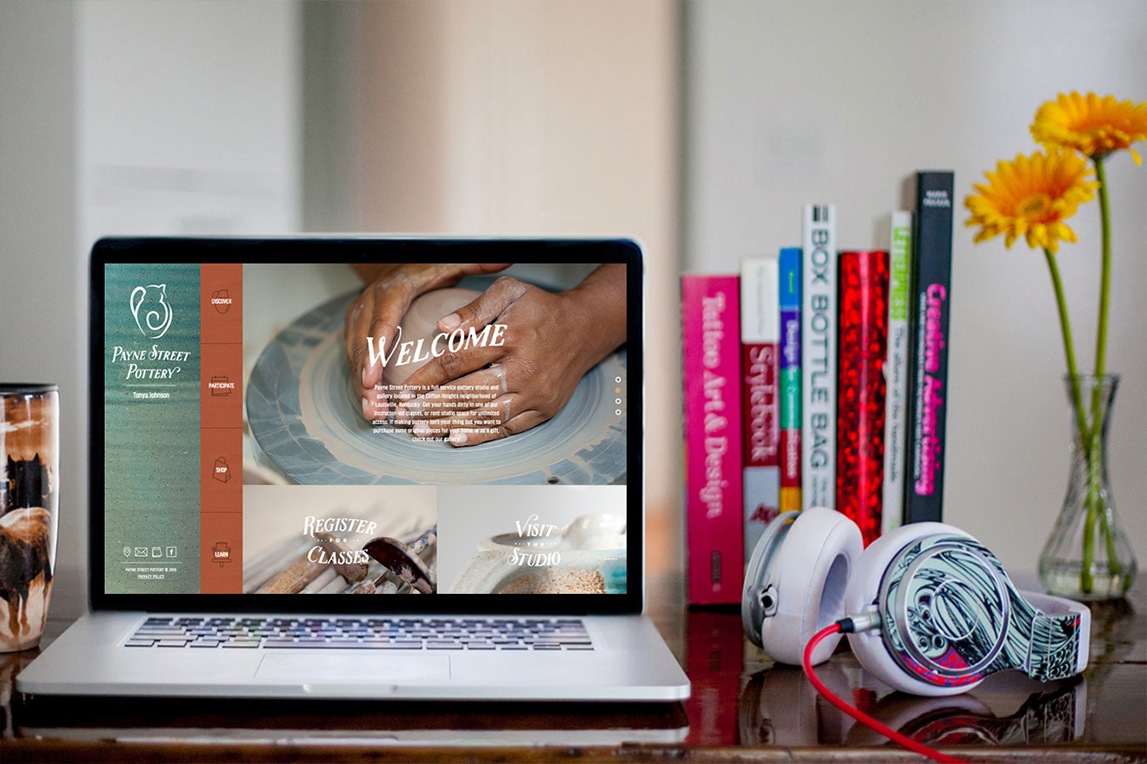 PAYNE STREET
POTTERY
Tonya Johnson
DISCOVER
PARTICIPATE
SHOP
LEARN
WELCOME
Payne Street Pottery is a full service pottery studio and
gallery located in the Clifton Heights neighborhood of
Louisville, Kentucky. Get your hands dirty in one of our
instructor-led classes, or rent studio space for unlimited
access. If making pottery isn't your thing but you want to
purchase some original pieces for your home or as a gift,
check out our gallery!
REGISTER
FOR
CLASSES
VISIT
THE
STUDIO
PAYNE STREET POTTERY ©
PRIVACY POLICY
Tattoo Art & Design
Stylebook
Design
BOX BOTTLE BAG
Creative Advertising